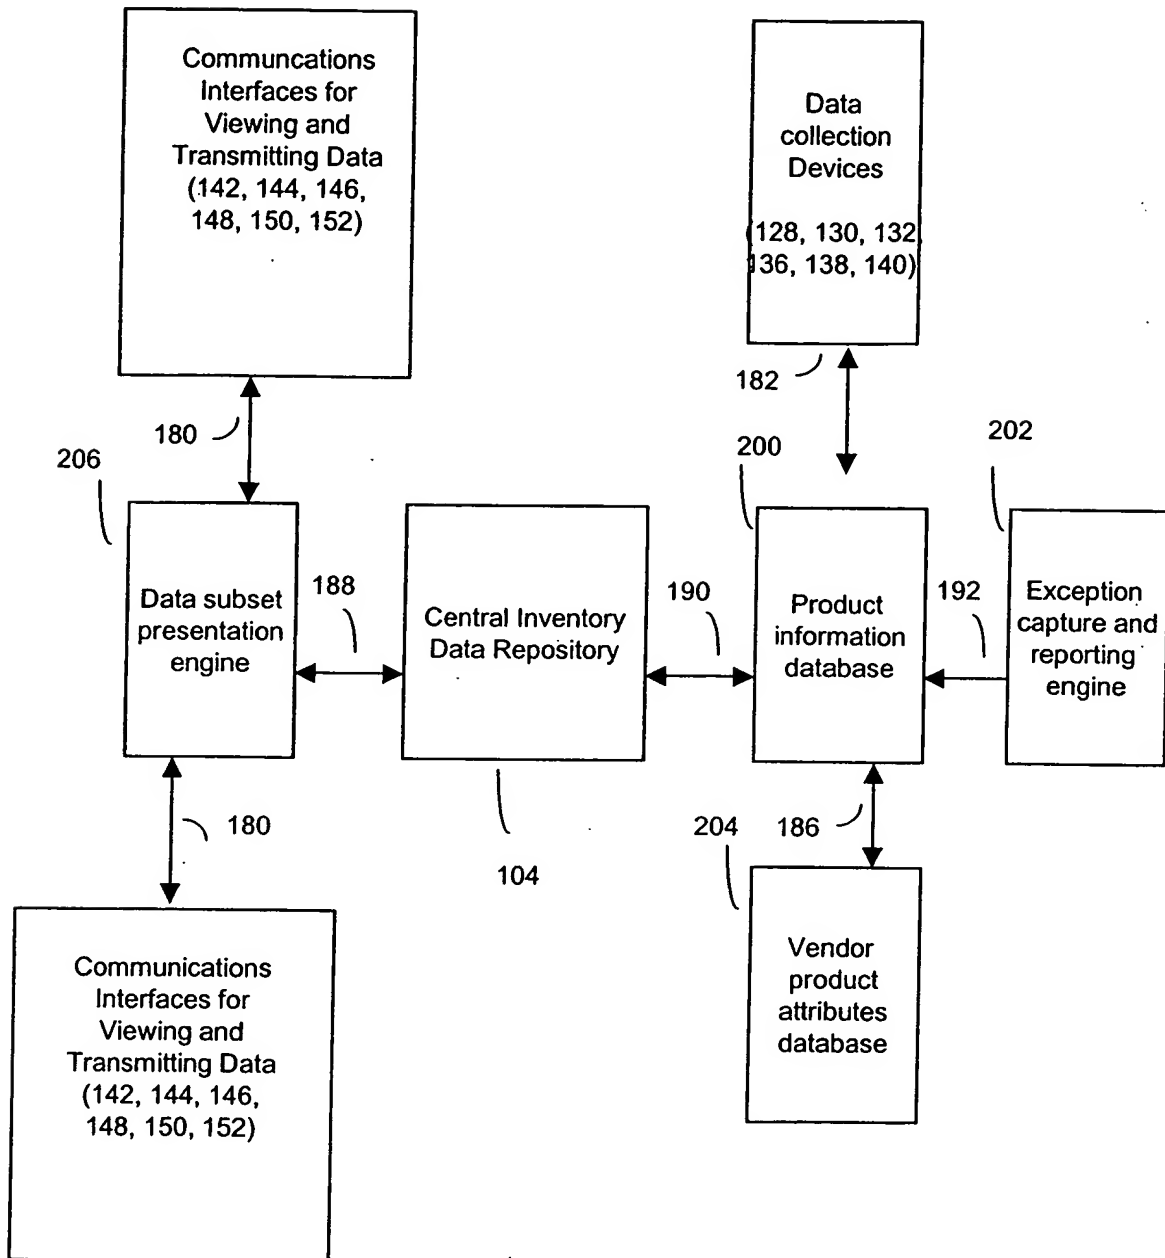 Communcations
Interfaces for
Viewing and
Transmitting Data
(142, 144, 146,
148, 150, 152)
Data
collection
Devices
(128, 130, 132
136, 138, 140)
182
180
206
200
202
Data subset
presentation
engine
188
Central Inventory
Data Repository
190
Product
information
database
192
Exception
capture and
reporting
engine
180
104
204
186
Communications
Interfaces for
Viewing and
Transmitting Data
(142, 144, 146,
148, 150, 152)
Vendor
product
attributes
database